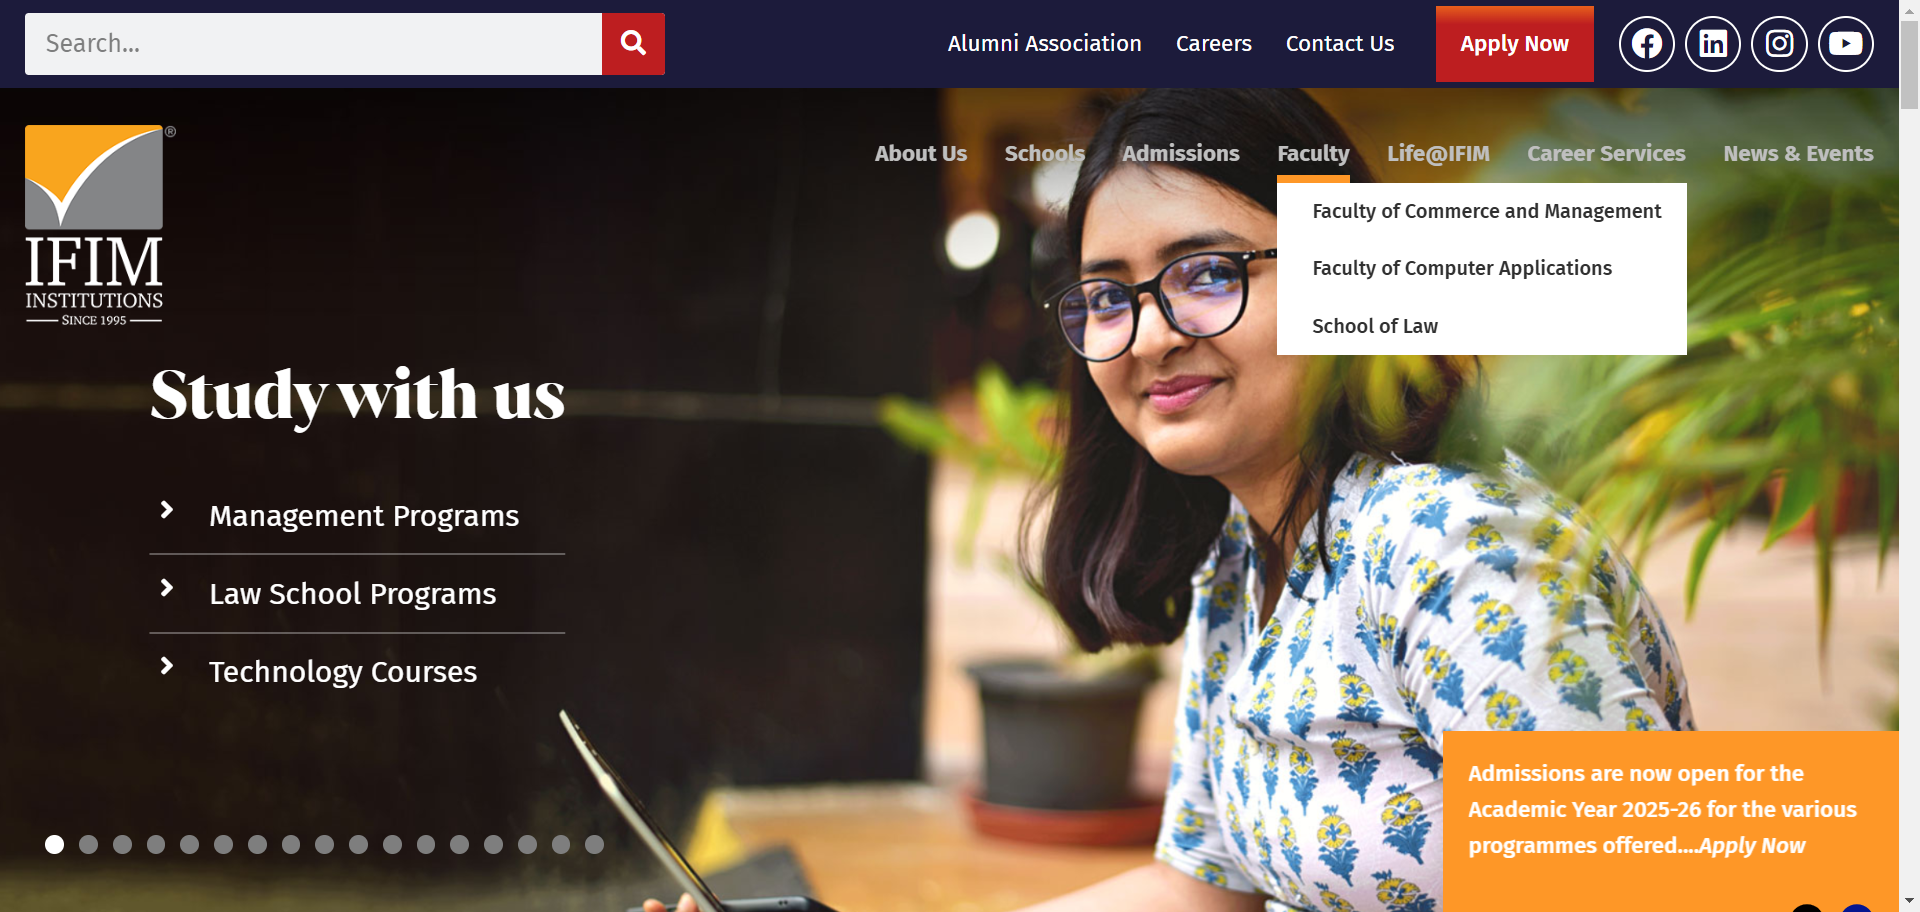 Search...
Alumni Association
Careers
Contact Us
Apply Now
IFIM
INSTITUTIONS
SINCE 1995
®
About Us
Schools
Admissions
Faculty
Life@IFIM
Career Services
News & Events
Faculty of Commerce and Management
Faculty of Computer Applications
School of Law
Study with us
Management Programs
Law School Programs
Technology Courses
Admissions are now open for the
Academic Year 2025-26 for the various
programmes offered....Apply Now